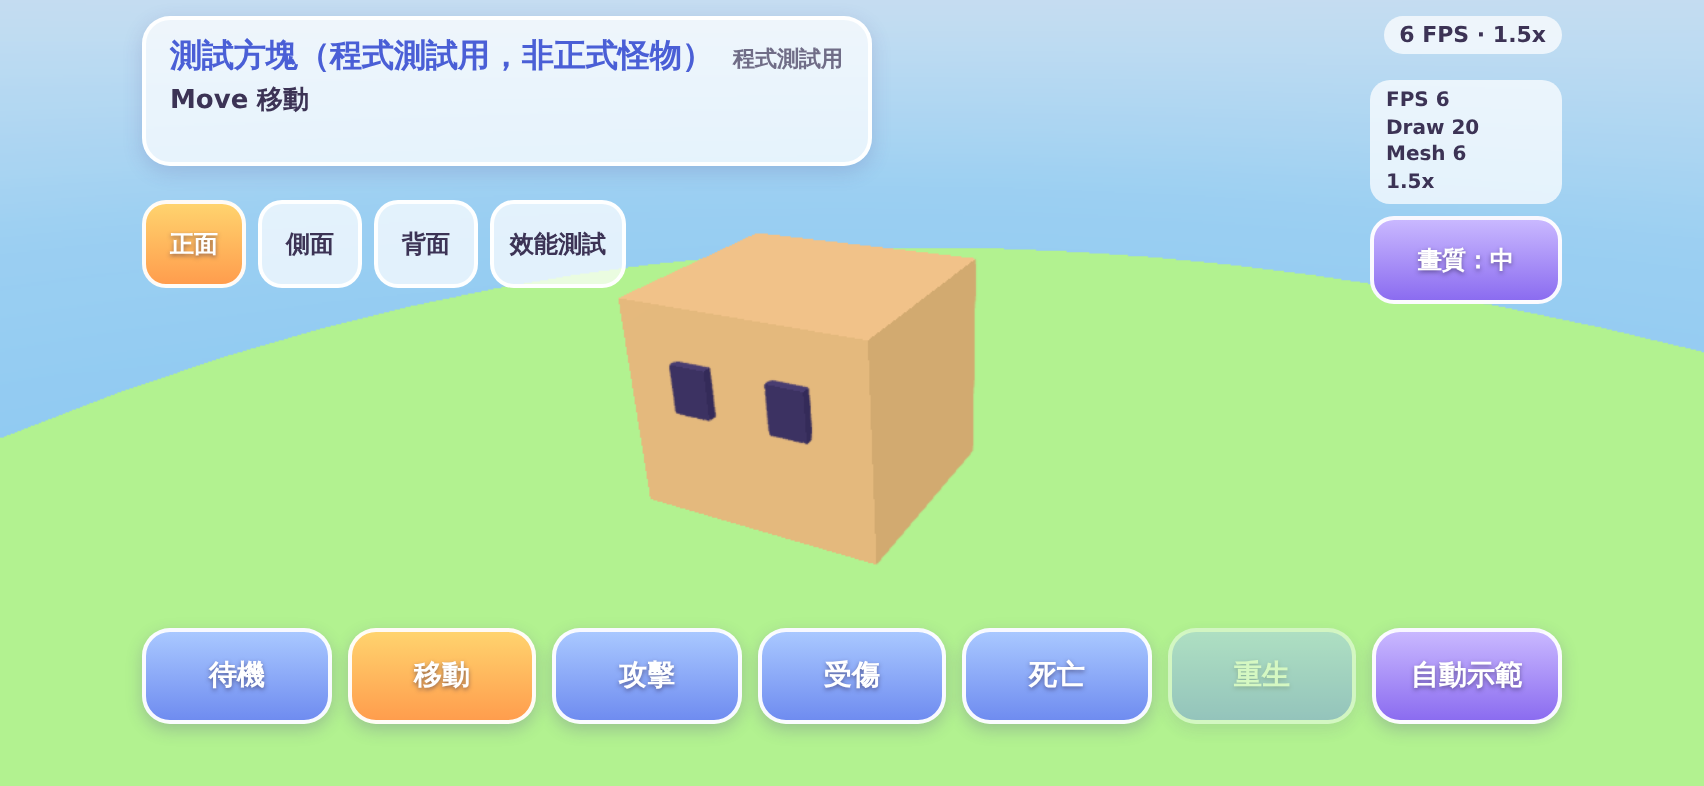 測試方塊（程式測試用，非正式怪物） 程式測試用
Move 移動
6 FPS · 1.5x
FPS 6
Draw 20
Mesh 6
1.5x
正面
側面
背面
效能測試
畫質：中
待機
移動
攻擊
受傷
死亡
重生
自動示範